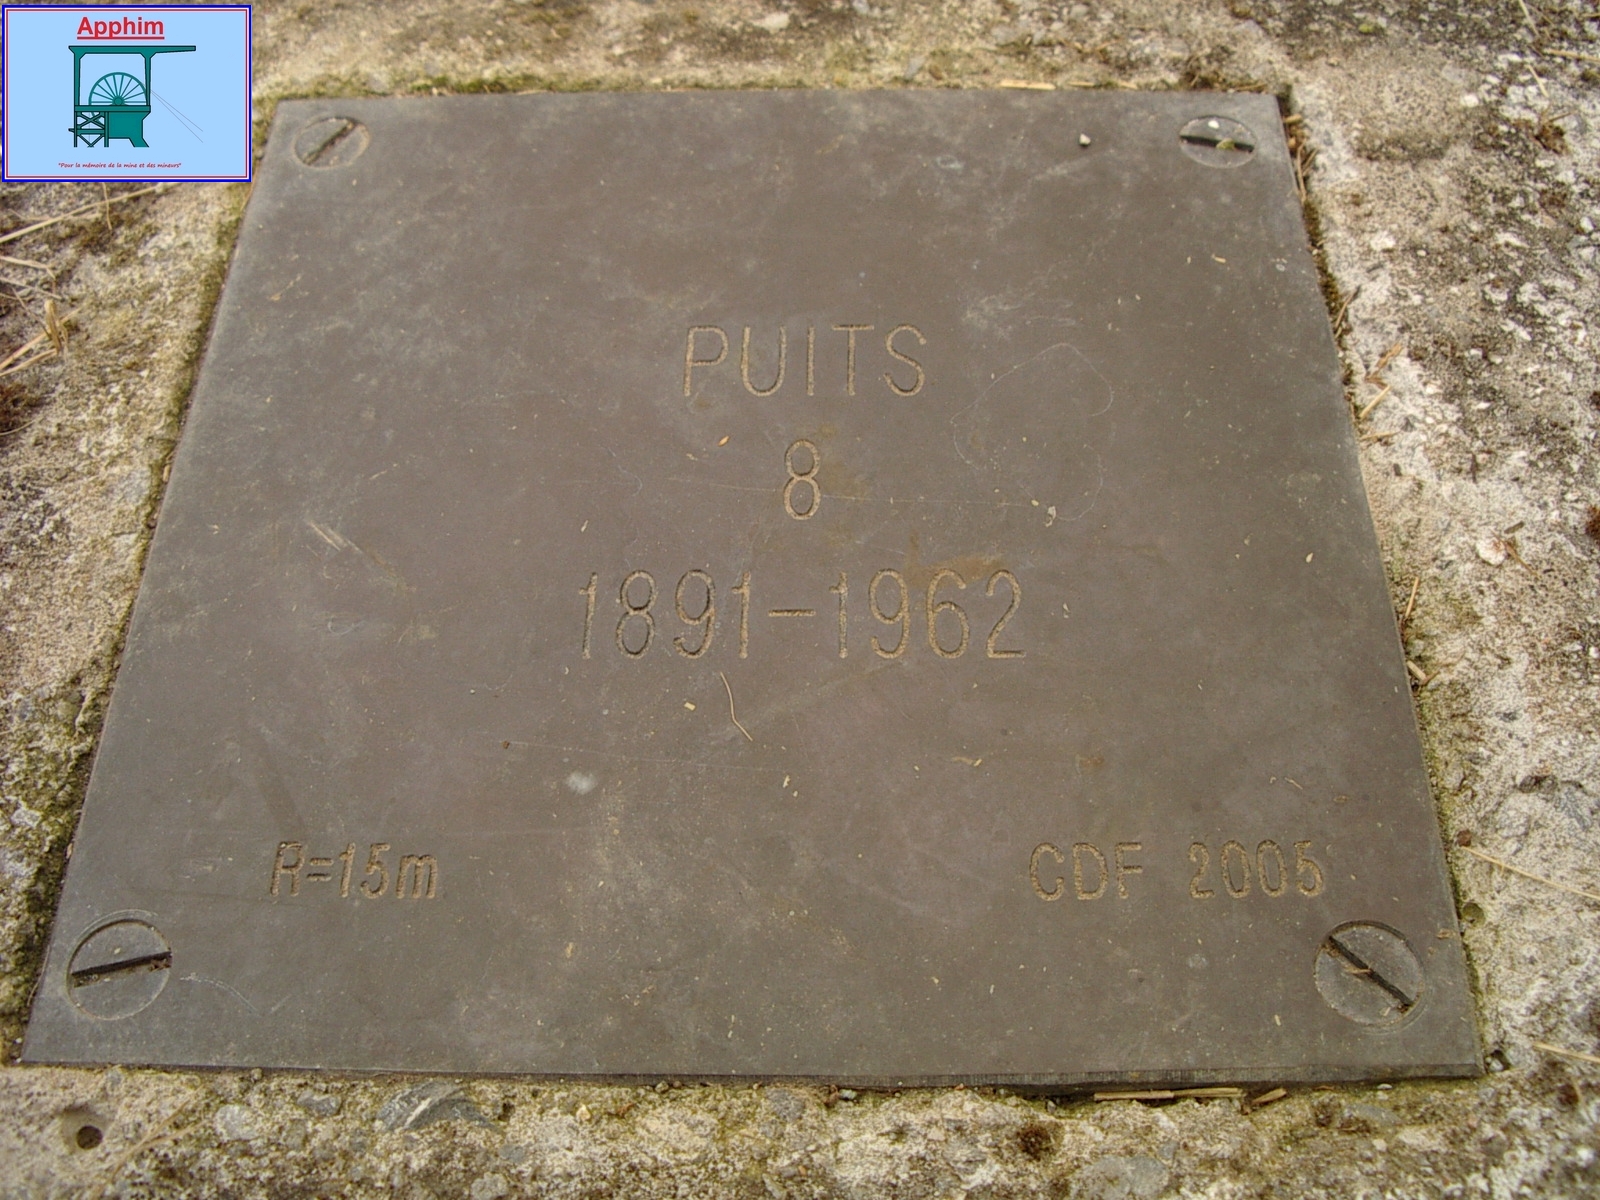 Apphim
"Pour la mémoire de la mine et des mineurs"
PUITS
8
1891-1962
R=15m
CDF 2005